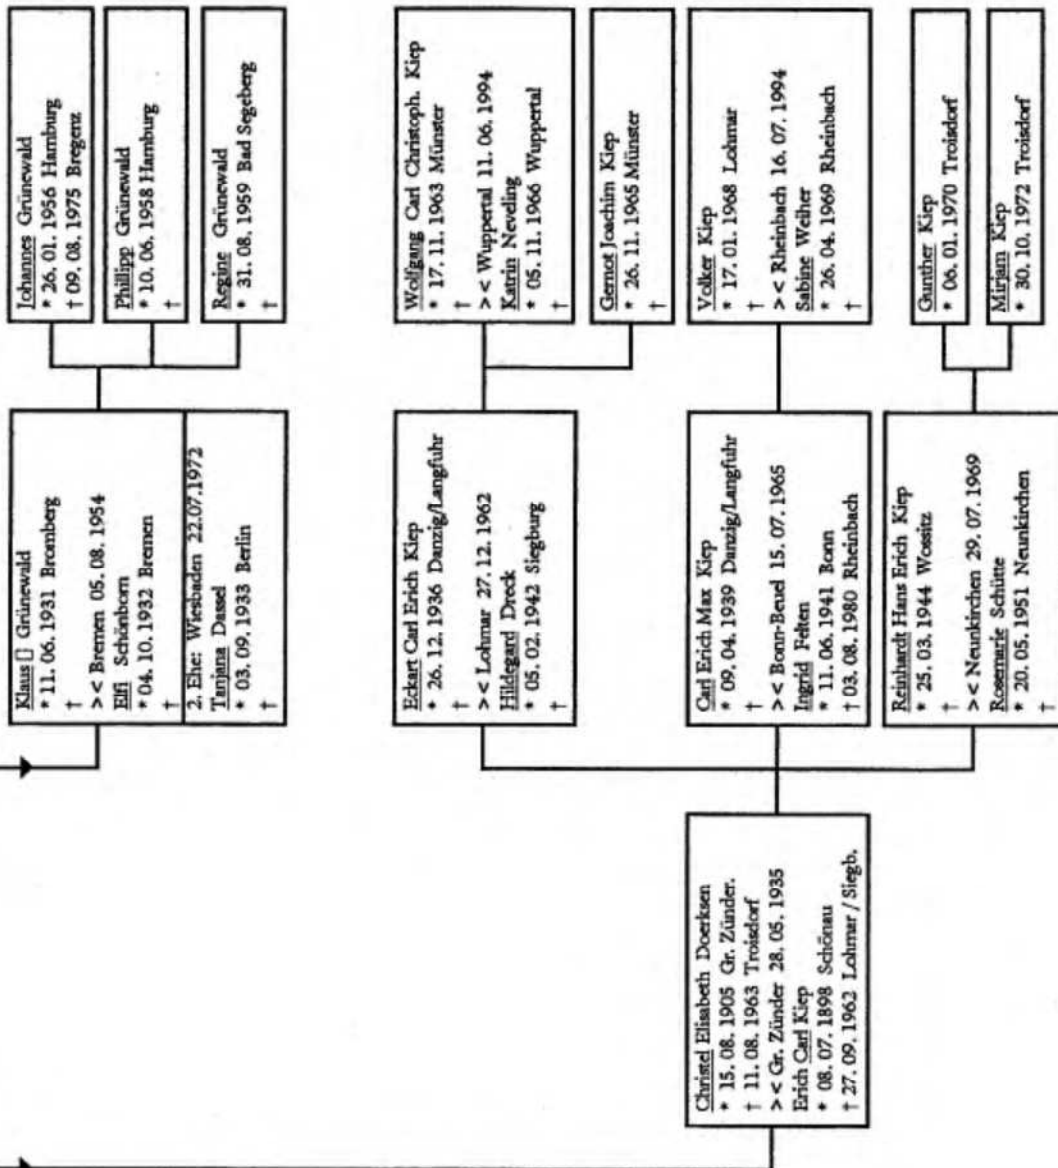 Johannes Grünewald
* 26. 01. 1956 Hamburg
† 09. 08. 1975 Bregenz
Phillipp Grünewald
* 10. 06. 1958 Hamburg
†
Regine Grünewald
* 31. 08. 1959 Bad Segeberg
†
Klaus [] Grünewald
* 11. 06. 1931 Bromberg
†
> < Bremen 05. 08. 1954
Elfi Schönborn
* 04. 10. 1932 Bremen
†
2. Ehe: Wiesbaden 22.07.1972
Tanjana Dassel
* 03. 09. 1933 Berlin
†
Wolfgang Carl Christoph. Kiep
* 17. 11. 1963 Münster
†
> < Wuppertal 11. 06. 1994
Katrin Neveling
* 05. 11. 1966 Wuppertal
†
Gernot Joachim Kiep
* 26. 11. 1965 Münster
†
Eckart Carl Erich Kiep
* 26. 12. 1936 Danzig/Langfuhr
†
> < Lohmar 27. 12. 1962
Hildegard Dreck
* 05. 02. 1942 Siegburg
†
Volker Kiep
* 17. 01. 1968 Lohmar
†
> < Rheinbach 16. 07. 1994
Sabine Weiher
* 26. 04. 1969 Rheinbach
†
Carl Erich Max Kiep
* 09. 04. 1939 Danzig/Langfuhr
†
> < Bonn-Beuel 15. 07. 1965
Ingrid Felten
* 11. 06. 1941 Bonn
† 03. 08. 1980 Rheinbach
Gunther Kiep
* 06. 01. 1970 Troisdorf
Mirjam Kiep
* 30. 10. 1972 Troisdorf
Reinhardt Hans Erich Kiep
* 25. 03. 1944 Wossitz
†
> < Neunkirchen 29. 07. 1969
Rosemarie Schütte
* 20. 05. 1951 Neunkirchen
†
Christel Elisabeth Doerksen
* 15. 08. 1905 Gr. Zünder.
† 11. 08. 1963 Troisdorf
> < Gr. Zünder 28. 05. 1935
Erich Carl Kiep
* 08. 07. 1898 Schönau
† 27. 09. 1962 Lohmar / Siegb.